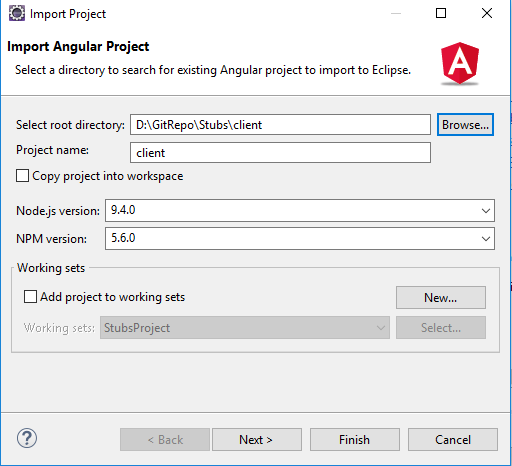 Import Project
Import Angular Project
Select a directory to search for existing Angular project to import to Eclipse.
A
Select root directory: D:\GitRepo\Stubs\client Browse...
Project name: client
Copy project into workspace
Node.js version: 9.4.0
NPM version: 5.6.0
Working sets
Add project to working sets New...
Working sets: StubsProject Select...
? < Back Next > Finish Cancel